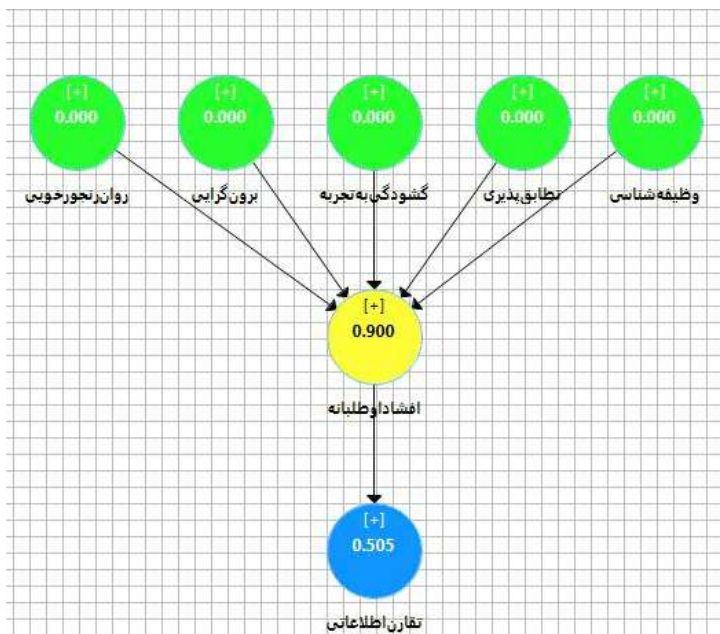 [+] [+] [+] [+] [+]
0.000 0.000 0.000 0.000 0.000
وظیفه‌شناسی تطابق‌پذیری گشودگی‌به‌تجربه برون‌گرایی روان‌رنجورخویی
[+]
0.900
افشاداوطلبانه
[+]
0.505
تقارن‌اطلاعاتی